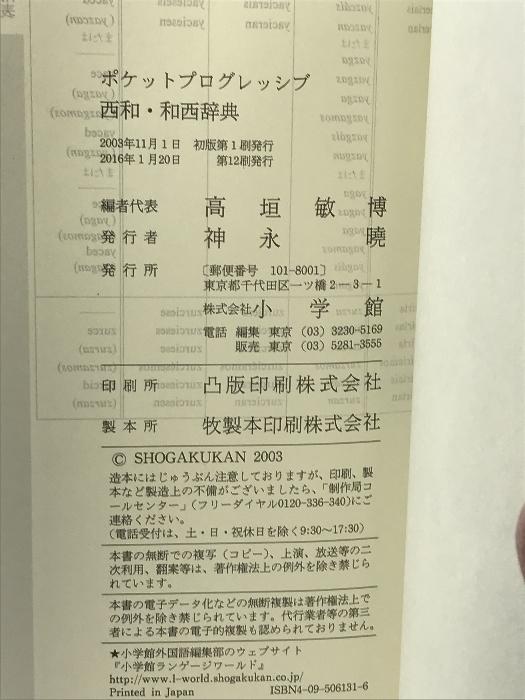 ポケットプログレッシブ
西和・和西辞典
2003年11月1日 初版第1刷発行
2016年1月20日 第12刷発行
編者代表 高垣敏博
発行者 神永曉
発行所 〔郵便番号 101-8001〕
東京都千代田区一ツ橋2-3-1
株式会社 小学館
電話 編集 東京 (03) 3230-5169
販売 東京 (03) 5281-3555
印刷所 凸版印刷株式会社
製本所 牧製本印刷株式会社
© SHOGAKUKAN 2003
造本にはじゅうぶん注意しておりますが、印刷、製
本など製造上の不備がございましたら、「制作局コ
ールセンター」(フリーダイヤル0120-336-340)にご
連絡ください。
(電話受付は、土・日・祝休日を除く9:30~17:30)
本書の無断での複写(コピー)、上演、放送等の二
次利用、翻案等は、著作権法上の例外を除き禁じら
れています。
本書の電子データ化などの無断複製は著作権法上で
の例外を除き禁じられています。代行業者等の第三
者による本書の電子的複製も認められておりません。
★小学館外国語編集部のウェブサイト
『小学館ランゲージワールド』
http://www.l-world.shogakukan.co.jp/
Printed in Japan ISBN4-09-506131-6